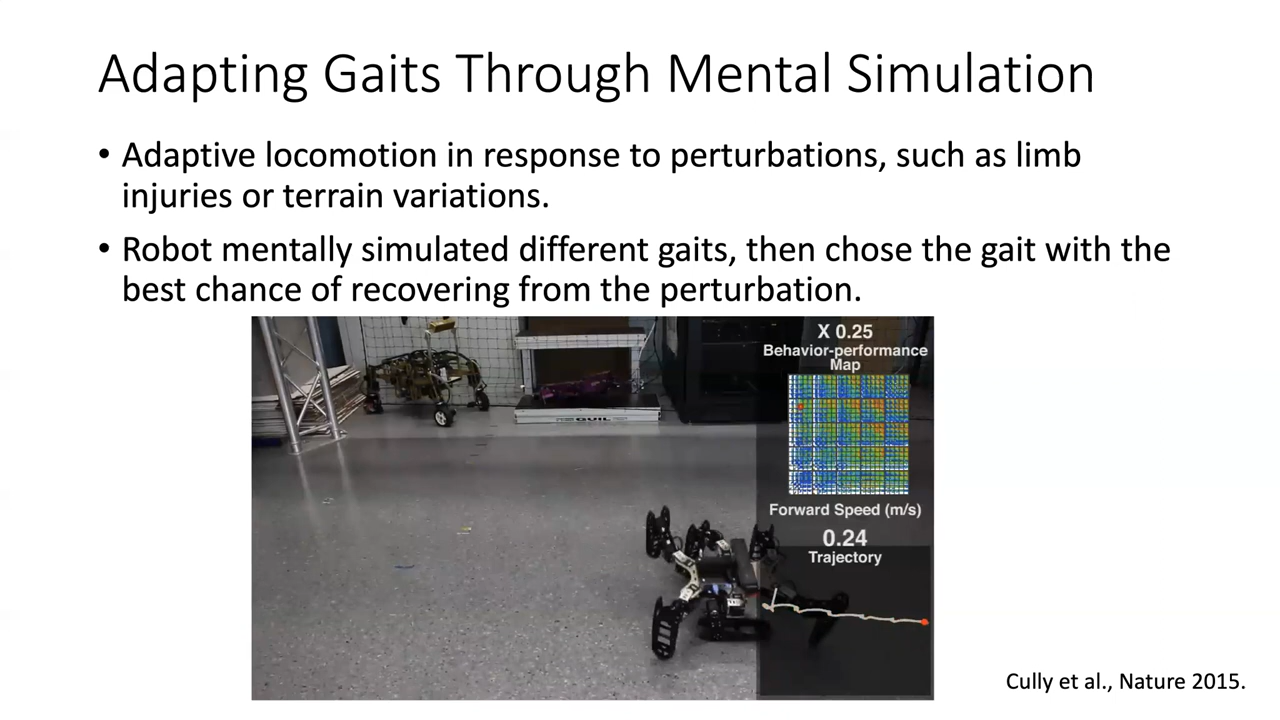 Adapting Gaits Through Mental Simulation
• Adaptive locomotion in response to perturbations, such as limb
injuries or terrain variations.
• Robot mentally simulated different gaits, then chose the gait with the
best chance of recovering from the perturbation.
X 0.25
Behavior-performance
Map
GUIL
Forward Speed (m/s)
0.24
Trajectory
Cully et al., Nature 2015.